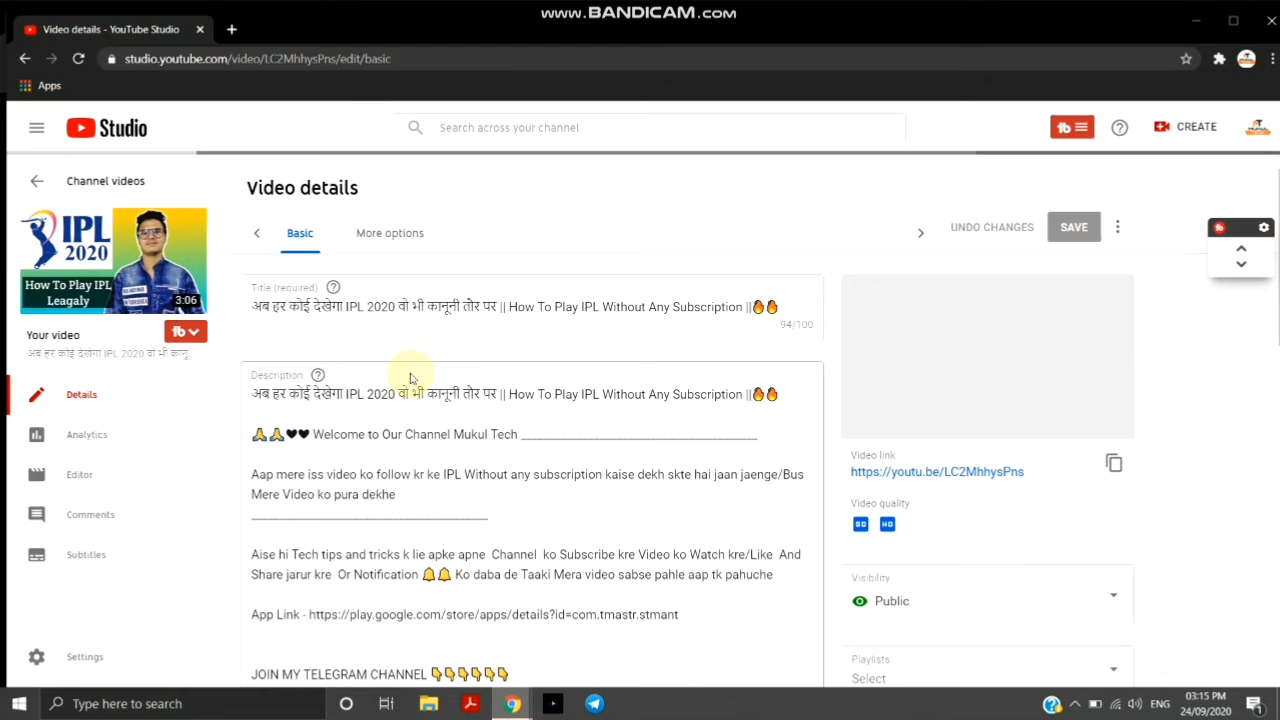 www.BANDICAM.com
Video details - YouTube Studio
studio.youtube.com/video/LC2MhhysPns/edit/basic
Apps
Studio
Search across your channel
CREATE
Channel videos
IPL
2020
How To Play IPL
Leagaly
3:06
Your video
अब हर कोई देखेगा IPL 2020 वो भी कानू
Details
Analytics
Editor
Comments
Subtitles
Settings
Video details
Basic
More options
UNDO CHANGES
SAVE
Title (required)
अब हर कोई देखेगा IPL 2020 वो भी कानूनी तौर पर || How To Play IPL Without Any Subscription ||🔥🔥
94/100
Description
अब हर कोई देखेगा IPL 2020 वो भी कानूनी तौर पर || How To Play IPL Without Any Subscription ||🔥🔥
🙏🙏🖤🖤 Welcome to Our Channel Mukul Tech ________________________________________
Aap mere iss video ko follow kr ke IPL Without any subscription kaise dekh skte hai jaan jaenge/Bus
Mere Video ko pura dekhe
________________________________________
Aise hi Tech tips and tricks k lie apke apne Channel ko Subscribe kre Video ko Watch kre/Like And
Share jarur kre Or Notification 🔔🔔 Ko daba de Taaki Mera video sabse pahle aap tk pahuche
App Link - https://play.google.com/store/apps/details?id=com.tmastr.stmant
JOIN MY TELEGRAM CHANNEL 👇👇👇👇👇👇
Video link
https://youtu.be/LC2MhhysPns
Video quality
SD HD
Visibility
Public
Playlists
Select
Type here to search
ENG
03:15 PM
24/09/2020
1